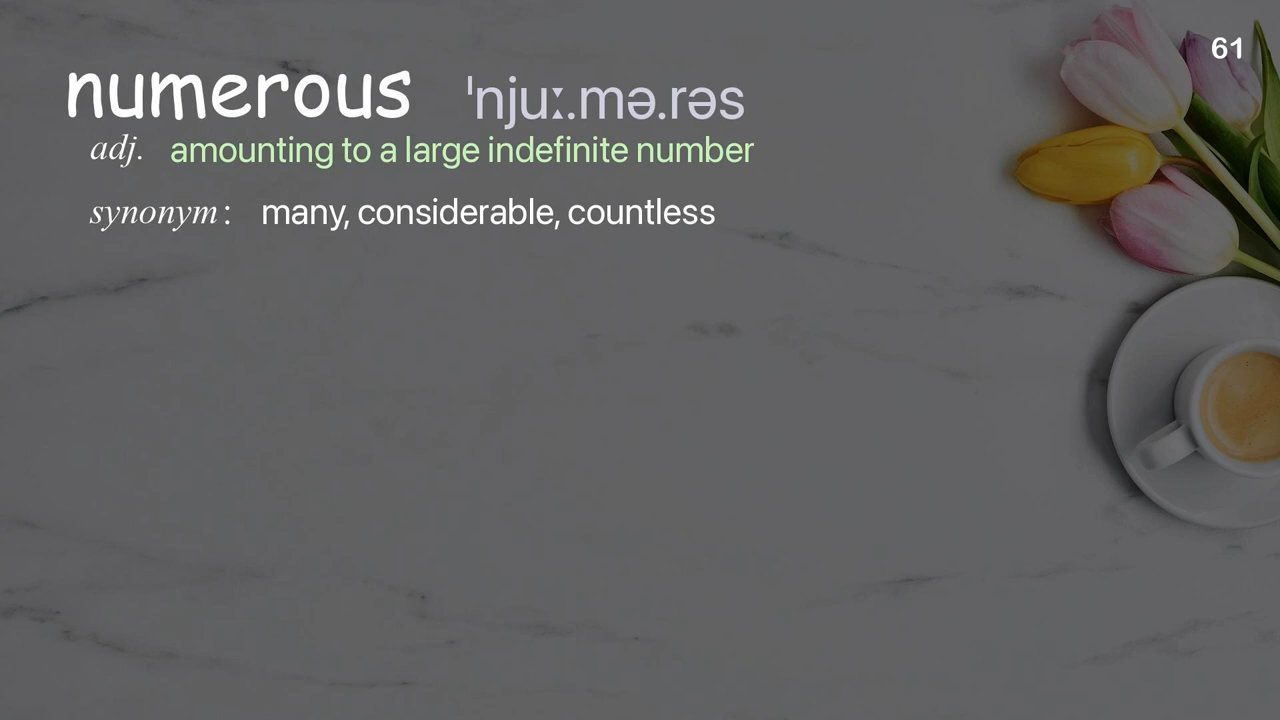 61
numerous ˈnjuː.mə.rəs
adj. amounting to a large indefinite number
synonym: many, considerable, countless